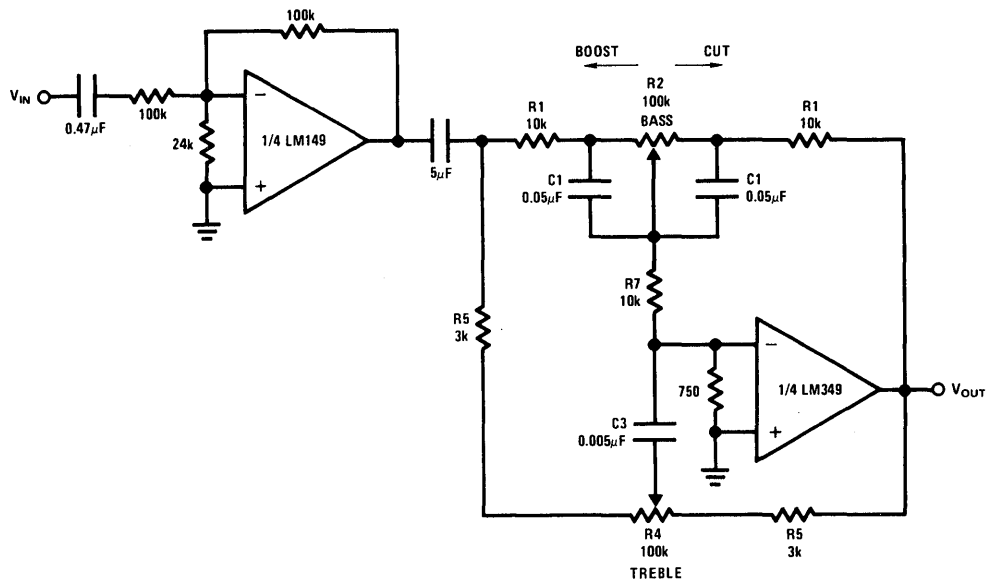 100k
BOOST
CUT
R2
100k
BASS
R1
10k
R1
10k
VIN
0.47µF
100k
24k
−
+
1/4 LM149
5µF
C1
0.05µF
C1
0.05µF
R7
10k
R5
3k
750
−
+
1/4 LM349
VOUT
C3
0.005µF
R4
100k
TREBLE
R5
3k